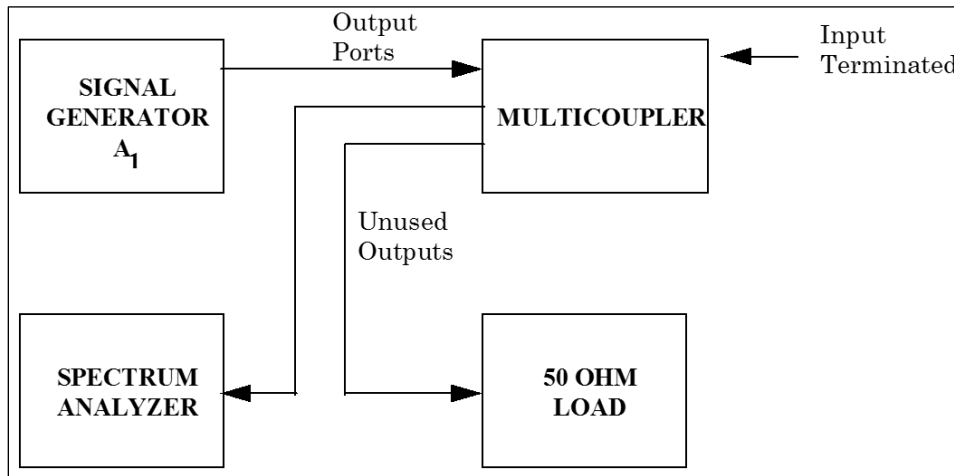 Output
Ports
Input
Terminated
SIGNAL
GENERATOR
A1
MULTICOUPLER
Unused
Outputs
SPECTRUM
ANALYZER
50 OHM
LOAD